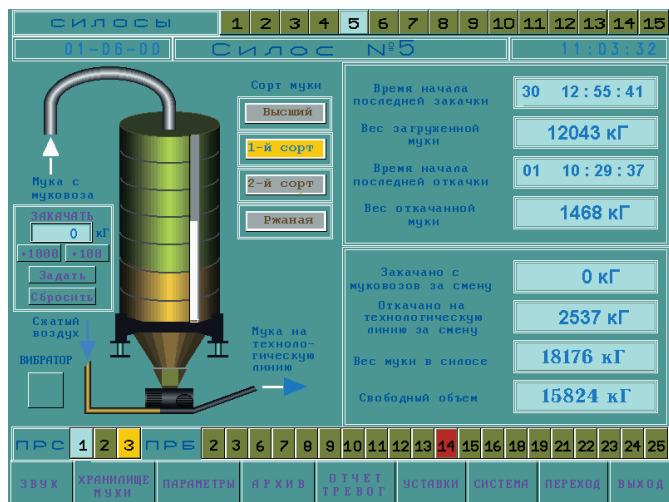 СИЛОСЫ 1 2 3 4 5 6 7 8 9 10 11 12 13 14 15
01-06-00 Силос №5 11:03:32
Сорт муки
Высший
1-й сорт
2-й сорт
Ржаная
Мука с
муковоза
ЗАКАЧАТЬ
0 кГ
+1000 +100
Задать
Сбросить
Сжатый
воздух
ВИБРАТОР
Мука на
техноло-
гическую
линию
Время начала
последней закачки
30 12:55:41
Вес загруженной
муки
12043 кГ
Время начала
последней откачки
01 10:29:37
Вес откачанной
муки
1468 кГ
Закачано с
муковозов за смену
0 кГ
Откачано на
технологическую
линию за смену
2537 кГ
Вес муки в силосе
18176 кГ
Свободный объем
15824 кГ
ПРС 1 2 3 ПРБ 2 3 6 7 8 9 10 11 12 13 14 15 16 18 19 21 22 23 24 25
ЗВУК ХРАНИЛИЩЕ МУКИ ПАРАМЕТРЫ АРХИВ ОТЧЕТ ТРЕВОГ УСТАВКИ СИСТЕМА ПЕРЕХОД ВЫХОД